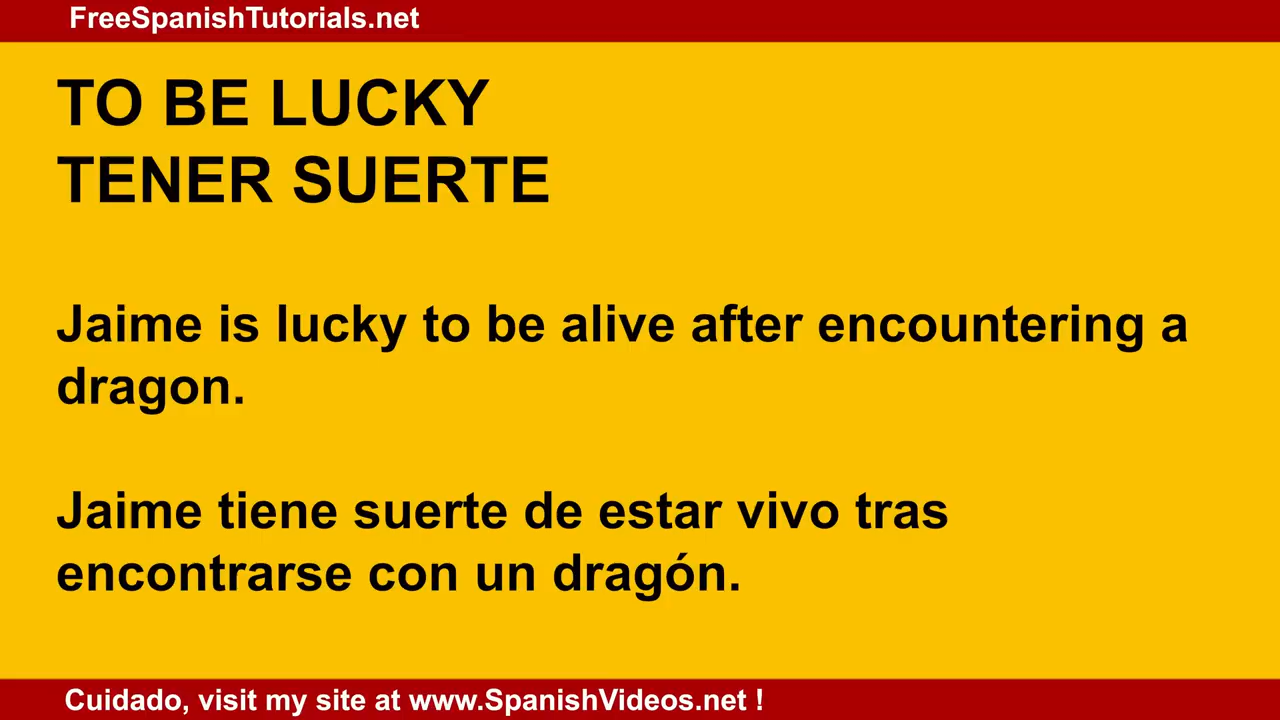 FreeSpanishTutorials.net
TO BE LUCKY
TENER SUERTE
Jaime is lucky to be alive after encountering a
dragon.
Jaime tiene suerte de estar vivo tras
encontrarse con un dragón.
Cuidado, visit my site at www.SpanishVideos.net !